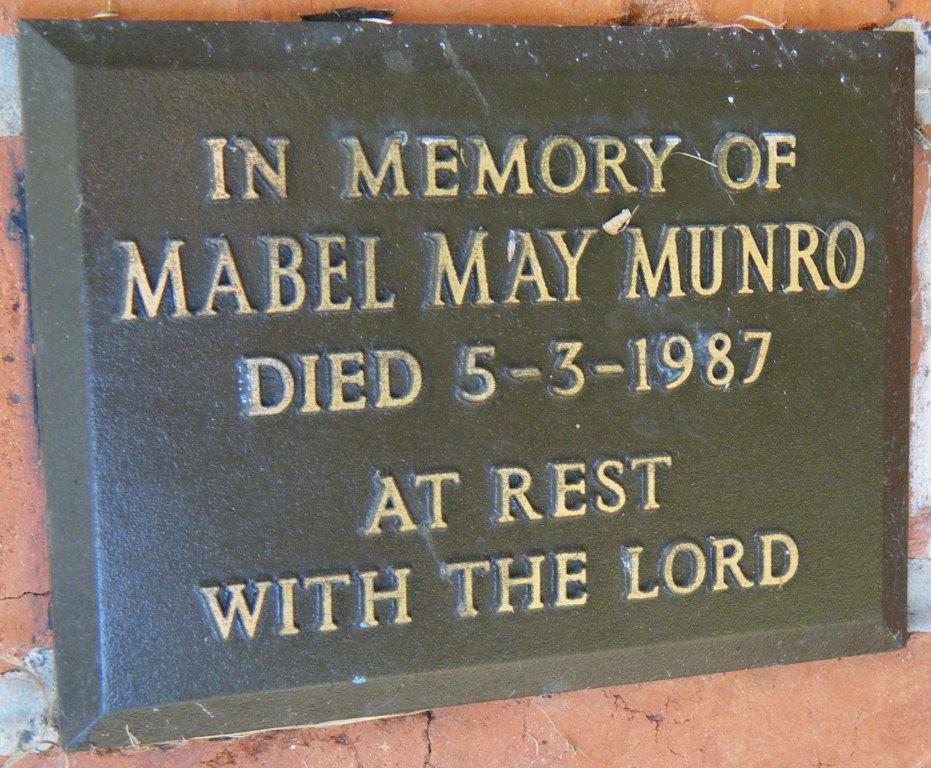 IN MEMORY OF
MABEL MAY MUNRO
DIED 5-3-1987
AT REST
WITH THE LORD